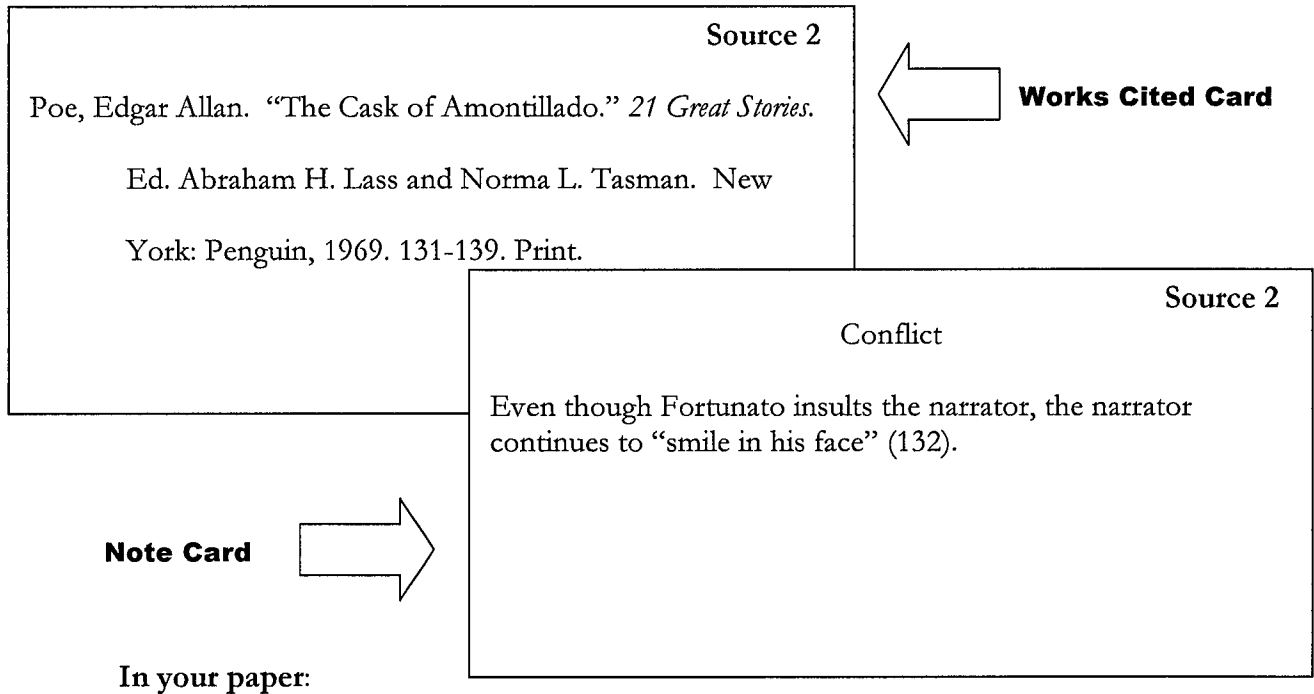 Source 2
Poe, Edgar Allan. “The Cask of Amontillado.” 21 Great Stories.
Ed. Abraham H. Lass and Norma L. Tasman. New
York: Penguin, 1969. 131-139. Print.
Works Cited Card
Source 2
Conflict
Even though Fortunato insults the narrator, the narrator
continues to “smile in his face” (132).
Note Card
In your paper: